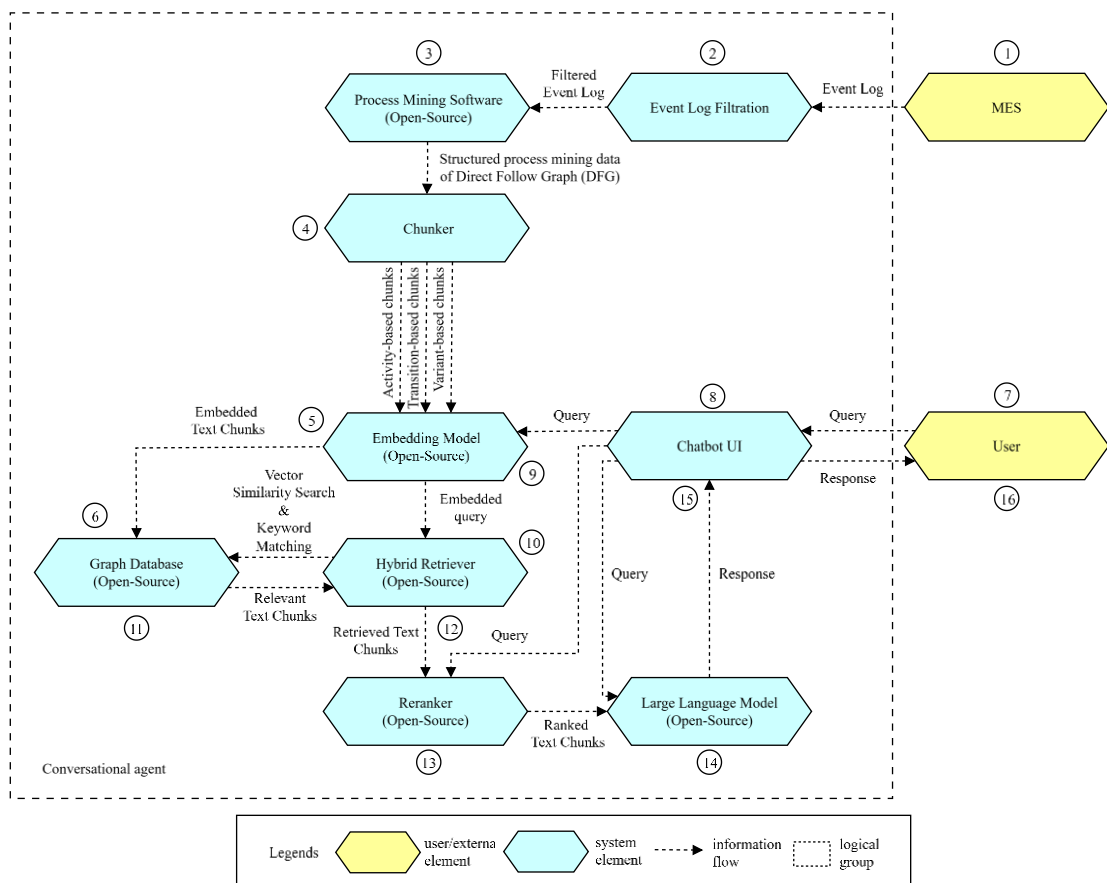 3
2
1
Process Mining Software
(Open-Source)
Filtered
Event Log
Event Log Filtration
Event Log
MES
Structured process mining data
of Direct Follow Graph (DFG)
4
Chunker
Activity-based chunks
Transition-based chunks
Variant-based chunks
Embedded
Text Chunks
5
Embedding Model
(Open-Source)
9
Query
8
Chatbot UI
15
Query
Response
7
User
16
Vector
Similarity Search
&
Keyword
Matching
Embedded
query
6
Graph Database
(Open-Source)
11
Relevant
Text Chunks
10
Hybrid Retriever
(Open-Source)
12
Query
Response
Retrieved Text
Chunks
Query
Reranker
(Open-Source)
13
Ranked
Text Chunks
Large Language Model
(Open-Source)
14
Conversational agent
Legends
user/externa
element
system
element
information
flow
logical
group